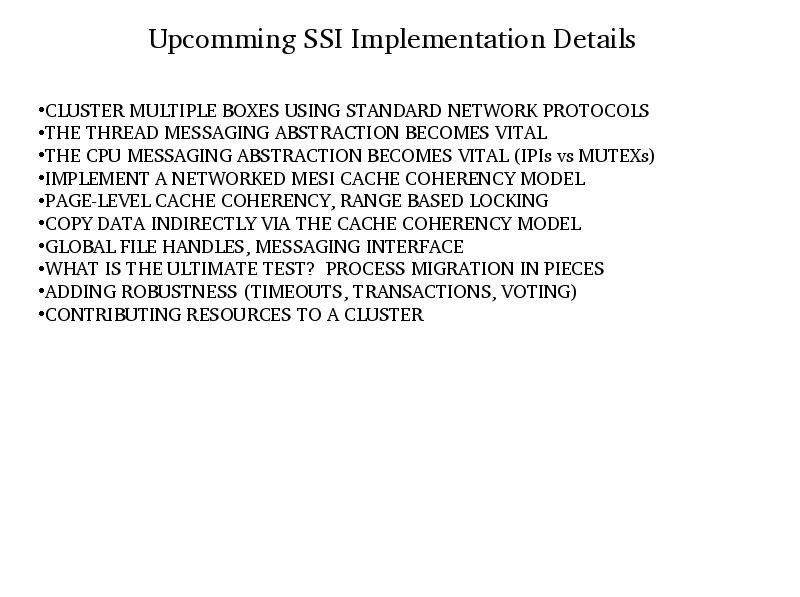 Upcomming SSI Implementation Details
•CLUSTER MULTIPLE BOXES USING STANDARD NETWORK PROTOCOLS
•THE THREAD MESSAGING ABSTRACTION BECOMES VITAL
•THE CPU MESSAGING ABSTRACTION BECOMES VITAL (IPIs vs MUTEXs)
•IMPLEMENT A NETWORKED MESI CACHE COHERENCY MODEL
•PAGE-LEVEL CACHE COHERENCY, RANGE BASED LOCKING
•COPY DATA INDIRECTLY VIA THE CACHE COHERENCY MODEL
•GLOBAL FILE HANDLES, MESSAGING INTERFACE
•WHAT IS THE ULTIMATE TEST?  PROCESS MIGRATION IN PIECES
•ADDING ROBUSTNESS (TIMEOUTS, TRANSACTIONS, VOTING)
•CONTRIBUTING RESOURCES TO A CLUSTER